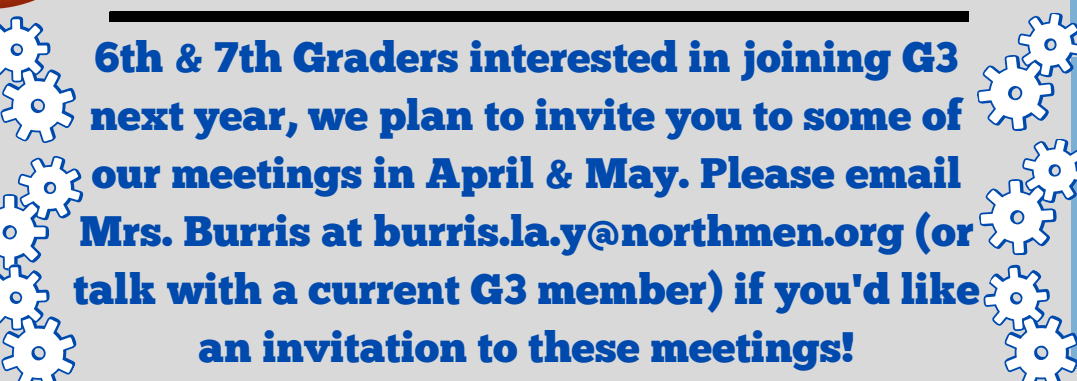 6th & 7th Graders interested in joining G3
next year, we plan to invite you to some of
our meetings in April & May. Please email
Mrs. Burris at burris.la.y@northmen.org (or
talk with a current G3 member) if you'd like
an invitation to these meetings!